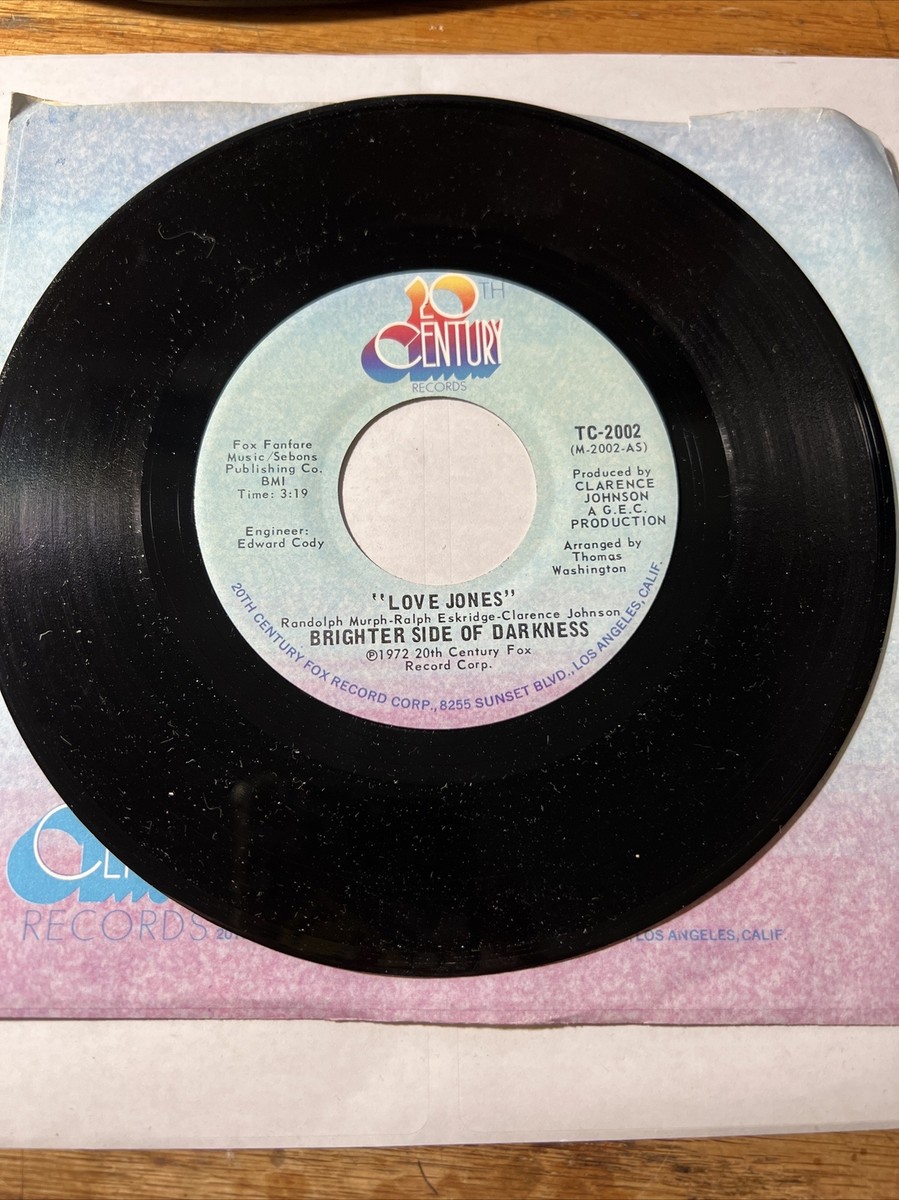 20TH
CENTURY
RECORDS
Fox Fanfare
Music/Sebons
Publishing Co.
BMI
Time: 3:19
Engineer:
Edward Cody
TC-2002
(M-2002-AS)
Produced by
CLARENCE
JOHNSON
A G.E.C.
PRODUCTION
Arranged by
Thomas
Washington
"LOVE JONES"
Randolph Murph-Ralph Eskridge-Clarence Johnson
BRIGHTER SIDE OF DARKNESS
℗1972 20th Century Fox
Record Corp.
20TH CENTURY FOX RECORD CORP., 8255 SUNSET BLVD., LOS ANGELES, CALIF.
RECORDS
LOS ANGELES, CALIF.